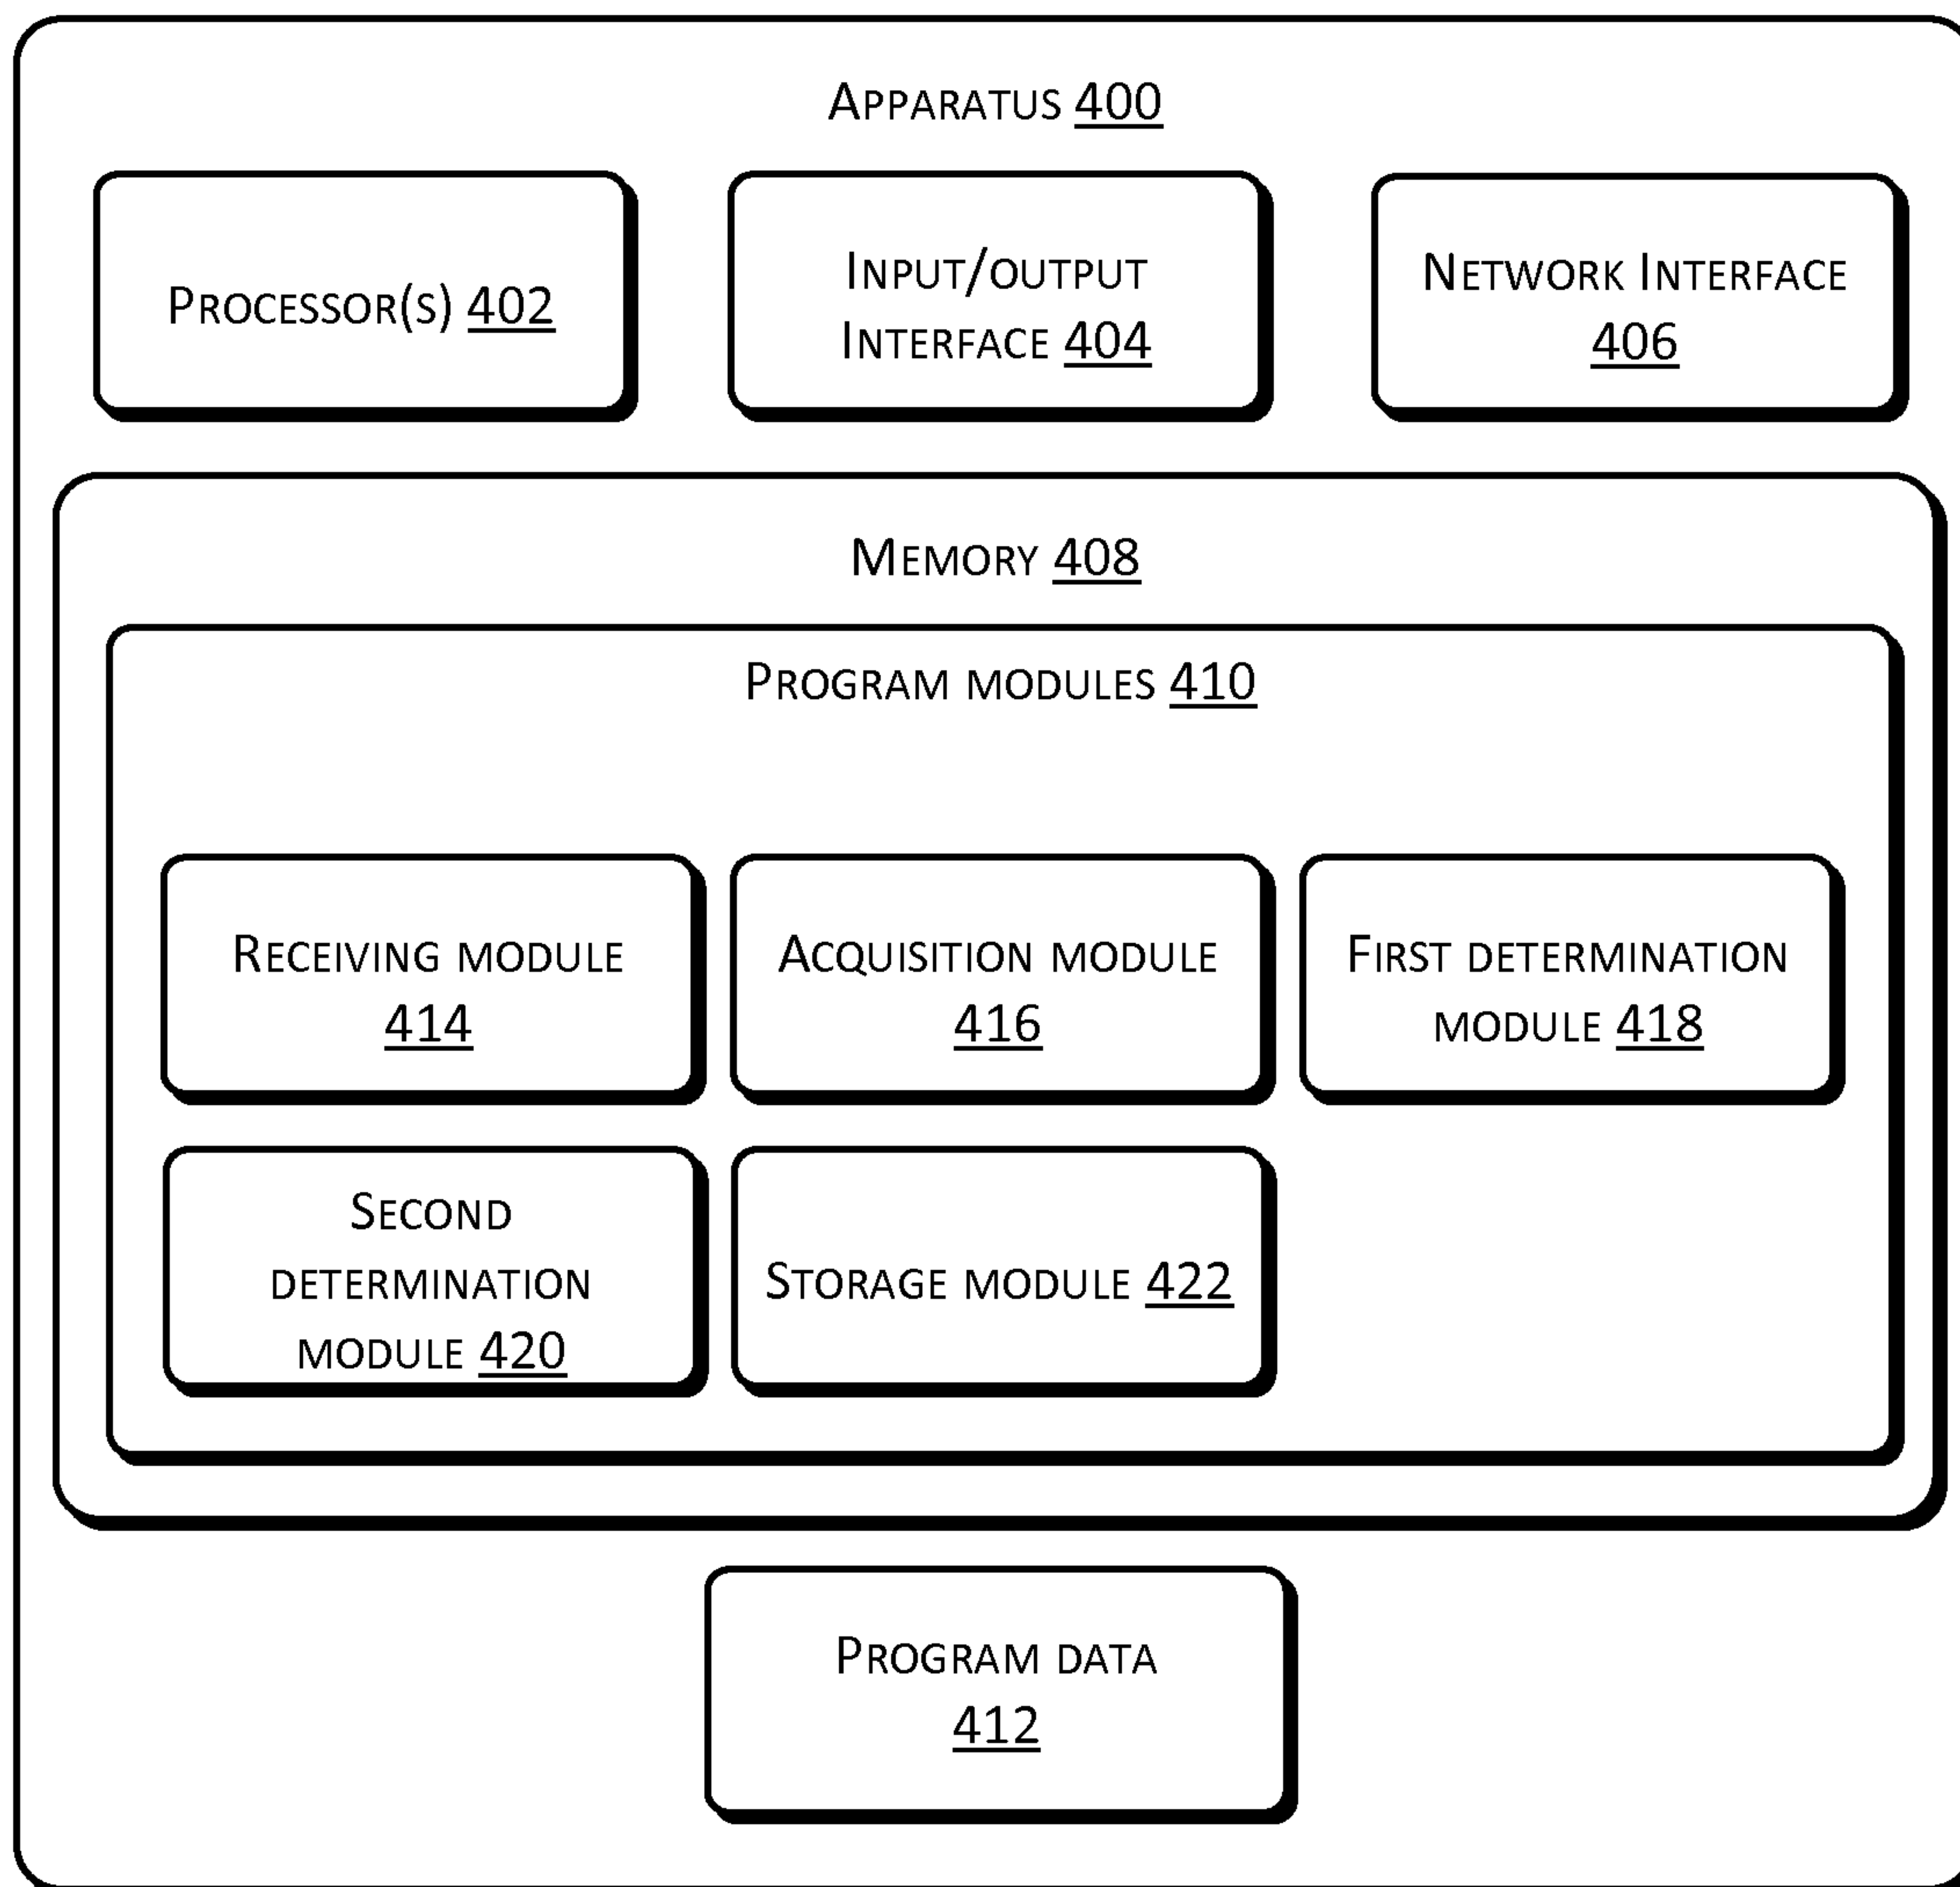 Apparatus 400
Processor(s) 402
Input/output
Interface 404
Network Interface
406
Memory 408
Program modules 410
Receiving module
414
Acquisition module
416
First determination
module 418
Second
determination
module 420
Storage module 422
Program data
412